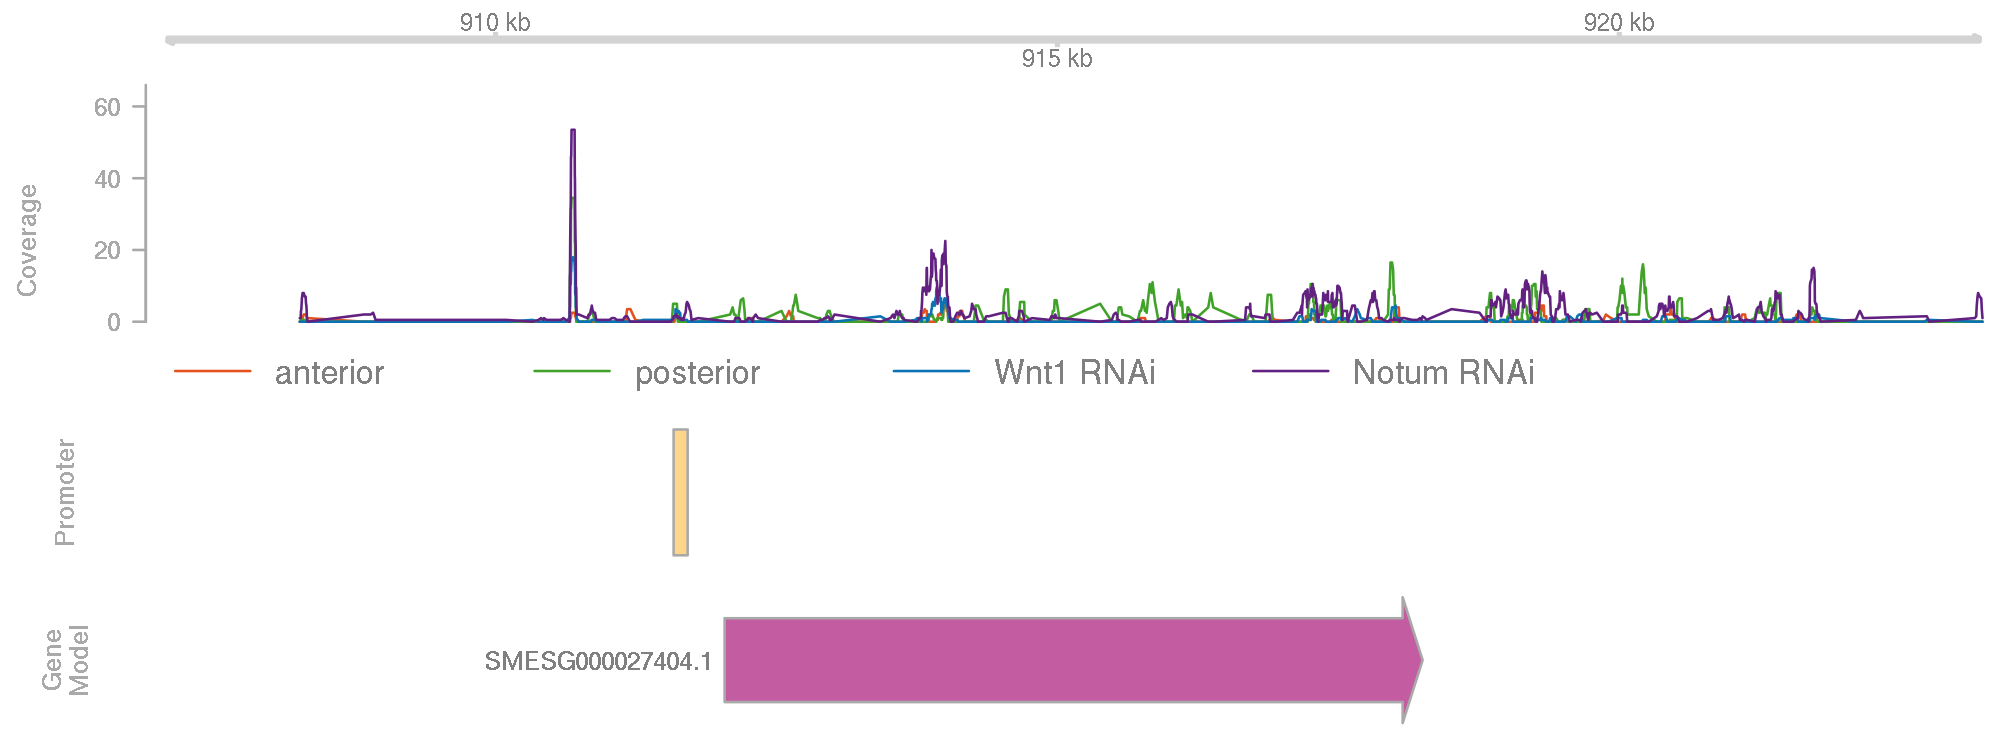 910 kb
920 kb
915 kb
Coverage
60
40
20
0
anterior posterior Wnt1 RNAi Notum RNAi
Promoter
Gene
Model
SMESG000027404.1